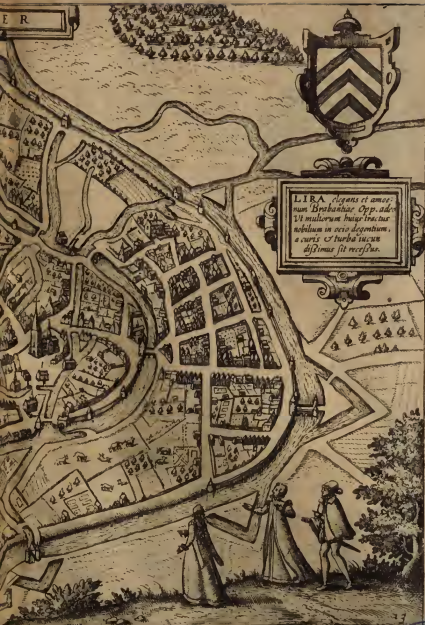 ER
LIRA elegans et amoe-
num Brabantiae Opp. ade
Vt multorum huius tractus
nobilium in ocio degentium,
a curis & turba iucun
dissimus sit recessus.